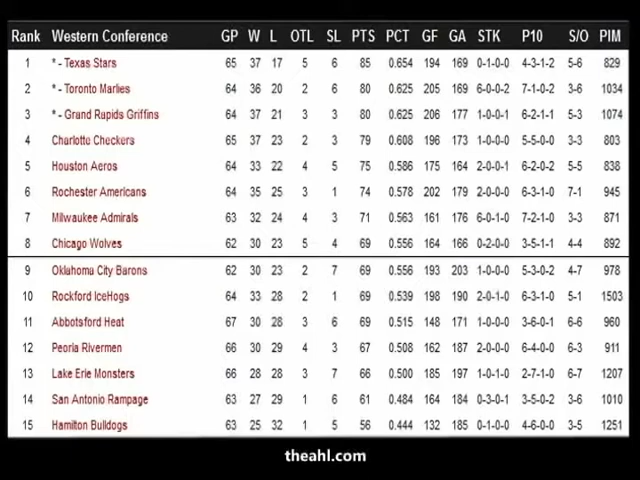 Rank Western Conference GP W L OTL SL PTS PCT GF GA STK P10 S/O PIM
1 * - Texas Stars 65 37 17 5 6 85 0.654 194 169 0-1-0-0 4-3-1-2 5-6 829
2 * - Toronto Marlies 64 36 20 2 6 80 0.625 205 169 6-0-0-2 7-1-0-2 3-6 1034
3 * - Grand Rapids Griffins 64 37 21 3 3 80 0.625 206 177 1-0-0-1 6-2-1-1 5-3 1074
4 Charlotte Checkers 65 37 23 2 3 79 0.608 196 173 1-0-0-0 5-5-0-0 3-3 803
5 Houston Aeros 64 33 22 4 5 75 0.586 175 164 2-0-0-1 6-2-0-2 5-5 838
6 Rochester Americans 64 35 25 3 1 74 0.578 202 179 2-0-0-0 6-3-1-0 7-1 945
7 Milwaukee Admirals 63 32 24 4 3 71 0.563 161 176 6-0-1-0 7-2-1-0 3-3 871
8 Chicago Wolves 62 30 23 5 4 69 0.556 164 166 0-2-0-0 3-5-1-1 4-4 892
9 Oklahoma City Barons 62 30 23 2 7 69 0.556 193 203 1-0-0-0 5-3-0-2 4-7 978
10 Rockford IceHogs 64 33 28 2 1 69 0.539 198 190 2-0-1-0 6-3-1-0 5-1 1503
11 Abbotsford Heat 67 30 28 3 6 69 0.515 148 171 1-0-0-0 3-6-0-1 6-6 960
12 Peoria Rivermen 66 30 29 4 3 67 0.508 162 187 2-0-0-0 6-4-0-0 6-3 911
13 Lake Erie Monsters 66 28 28 3 7 66 0.500 185 197 1-0-1-0 2-7-1-0 6-7 1207
14 San Antonio Rampage 63 27 29 1 6 61 0.484 164 184 0-3-0-1 3-5-0-2 3-6 1010
15 Hamilton Bulldogs 63 25 32 1 5 56 0.444 132 185 0-1-0-0 4-6-0-0 3-5 1251
theahl.com